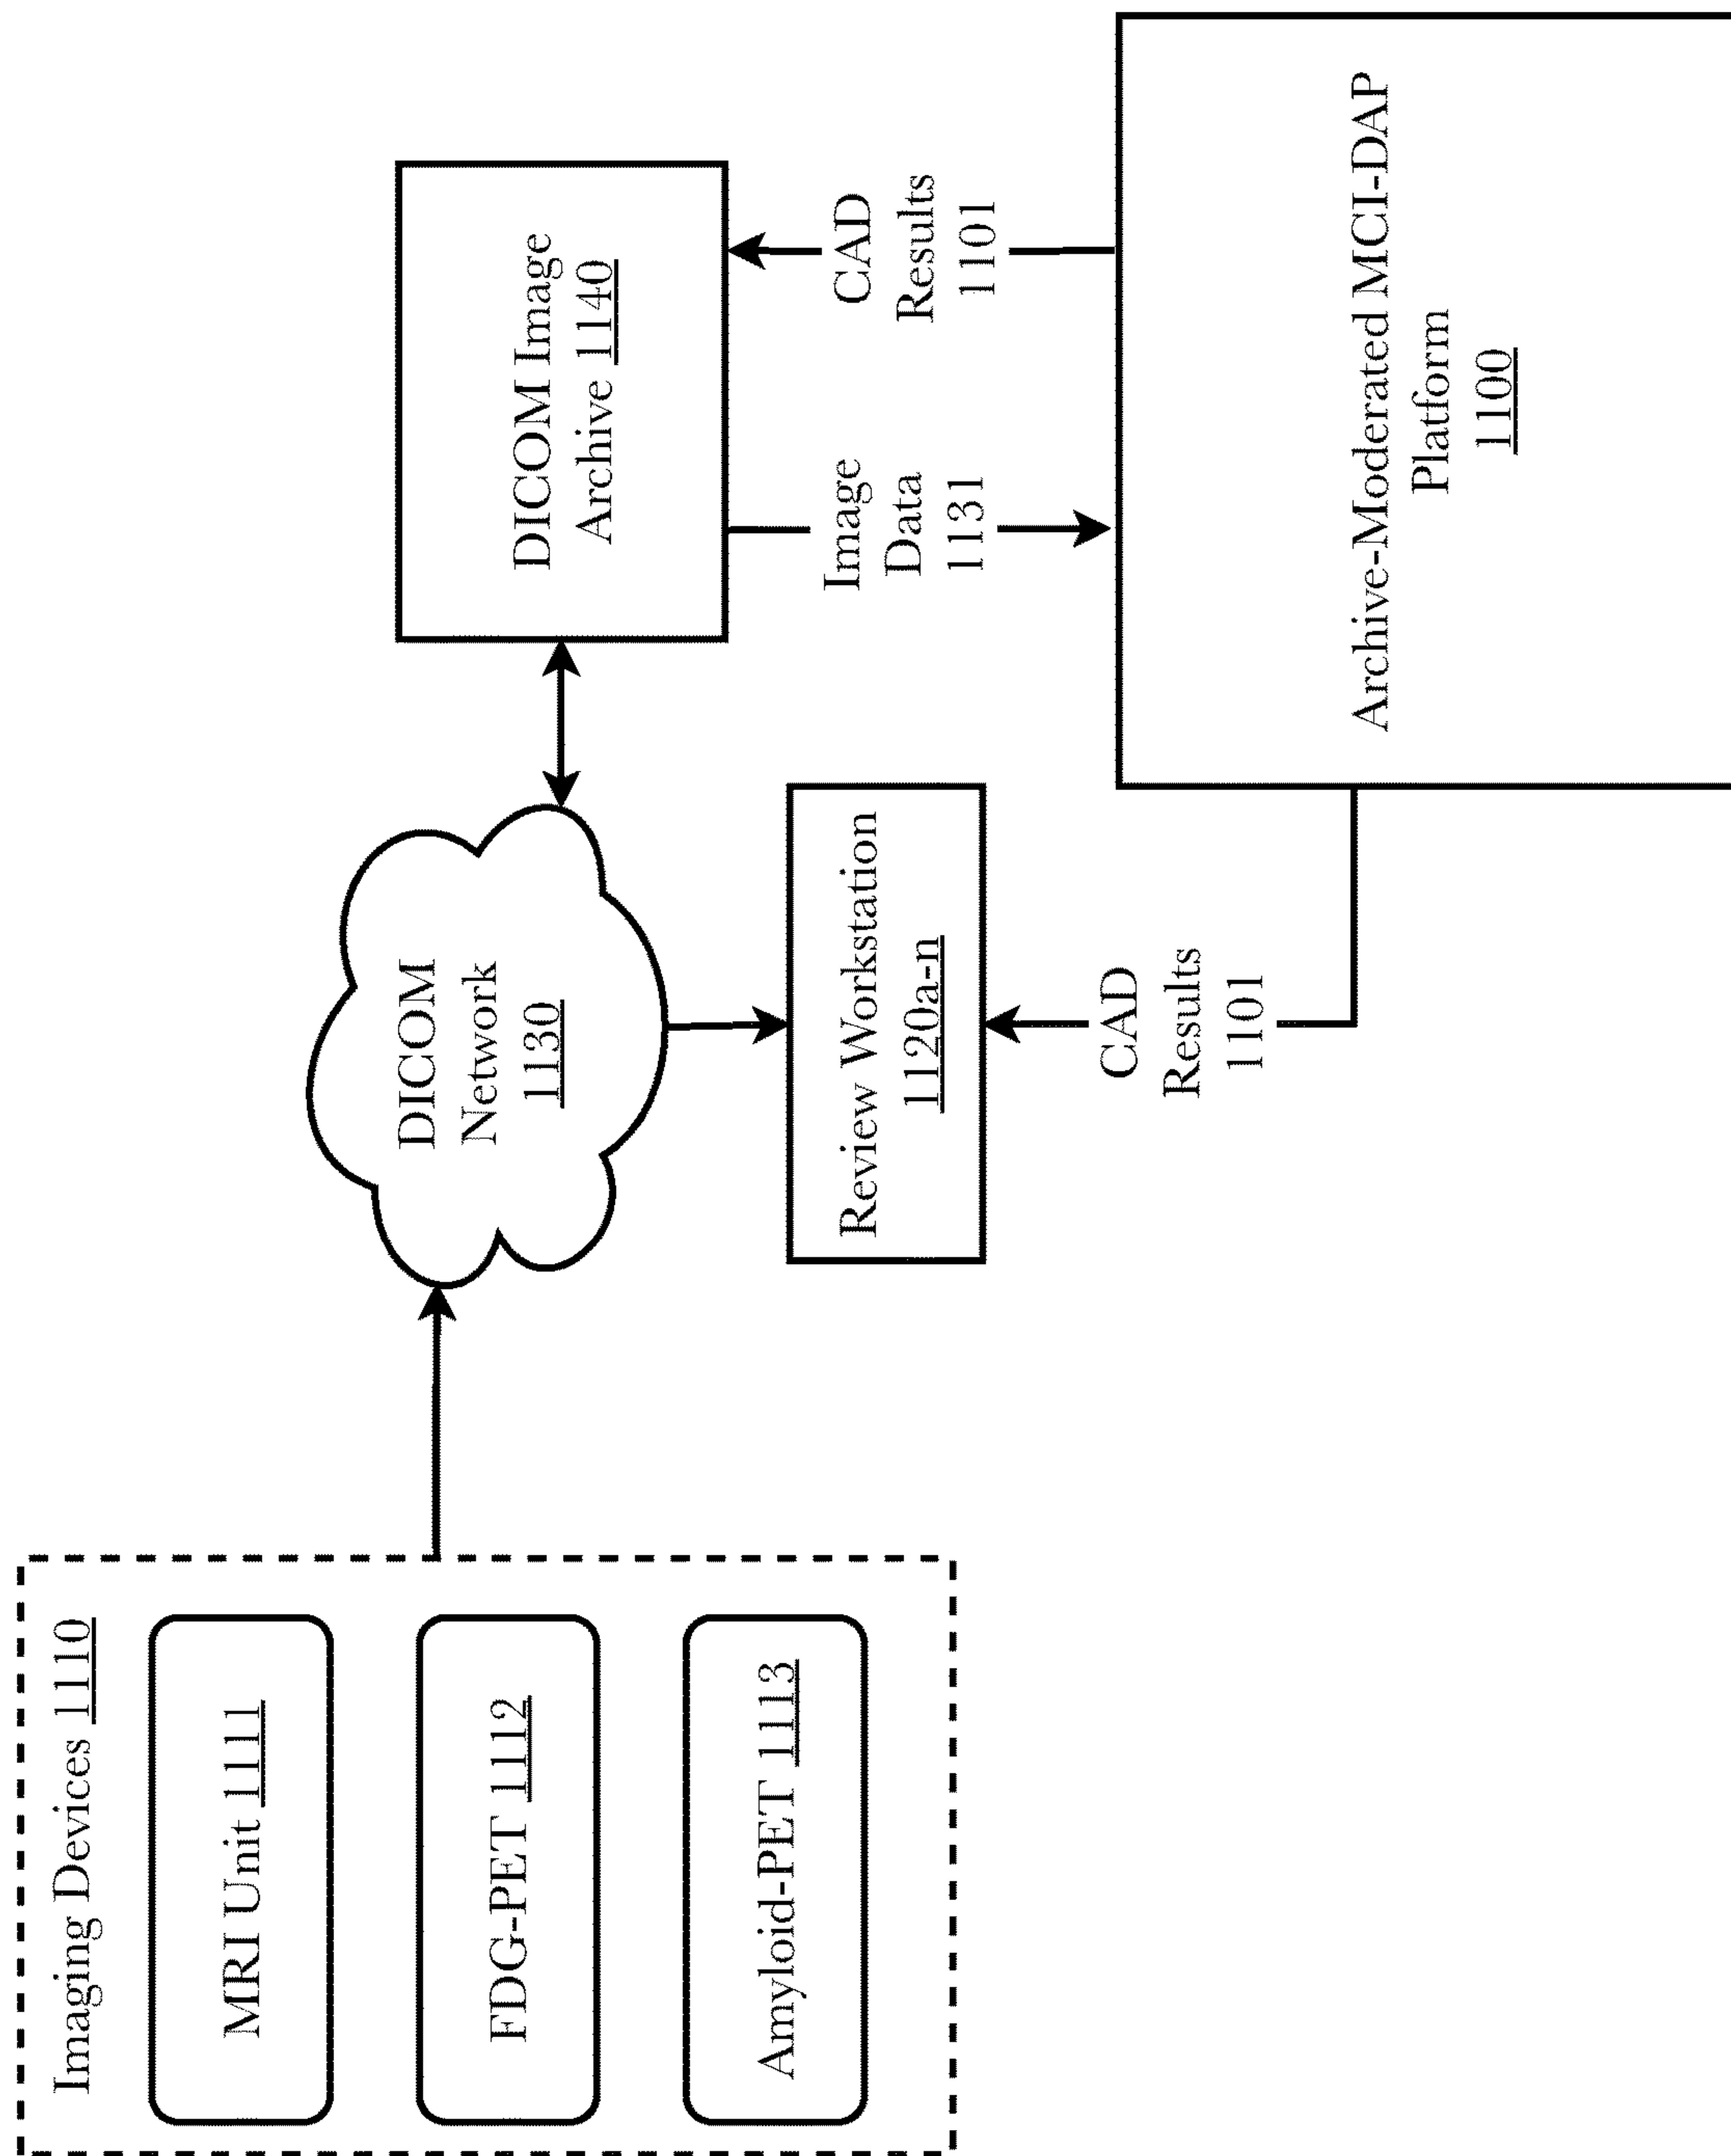 Imaging Devices 1110
MRI Unit 1111
FDG-PET 1112
Amyloid-PET 1113
DICOM
Network
1130
DICOM Image
Archive 1140
Review Workstation
1120a-n
Image
Data
1131
CAD
Results
1101
CAD
Results
1101
Archive-Moderated MCI-DAP
Platform
1100